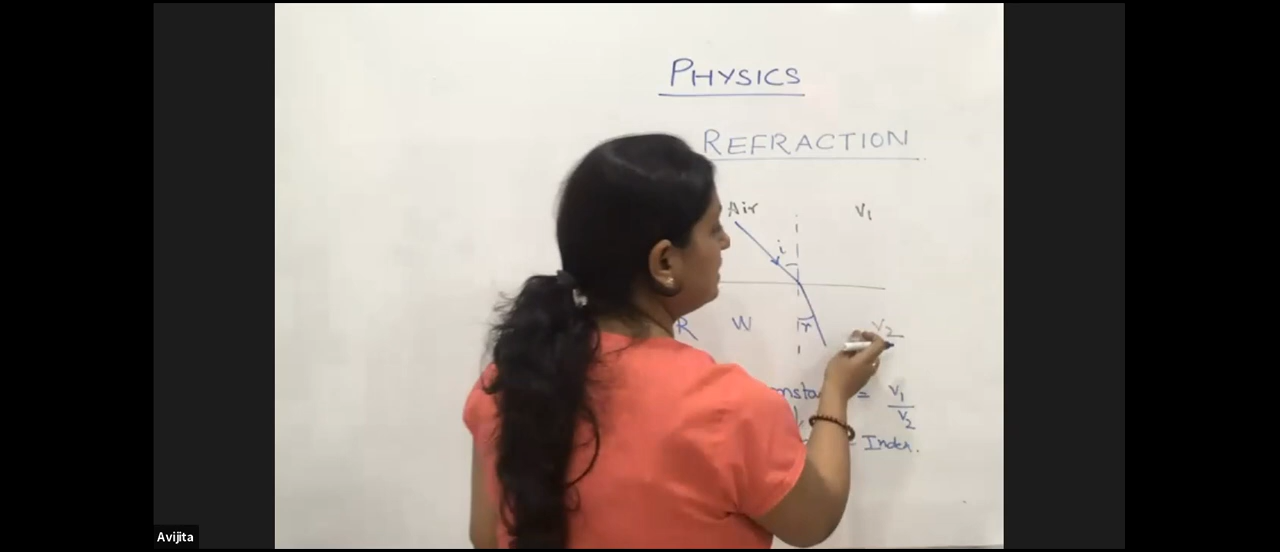 PHYSICS
REFRACTION
Air V₁
i
R W r V₂
= V₁
V₂
Index.
Avijita